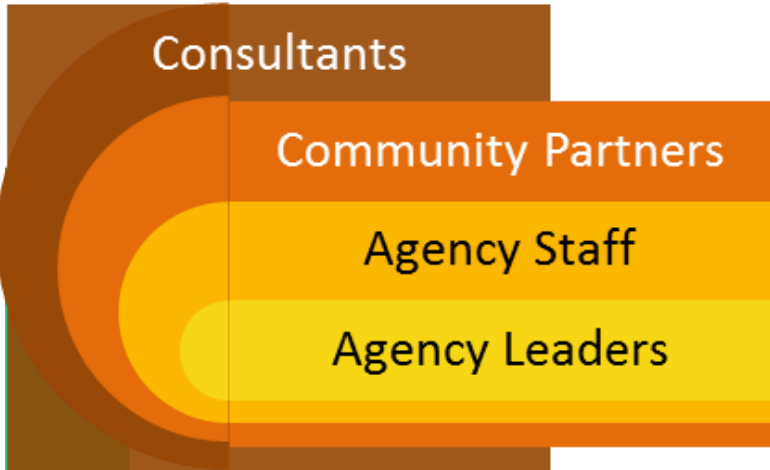 Consultants
Community Partners
Agency Staff
Agency Leaders